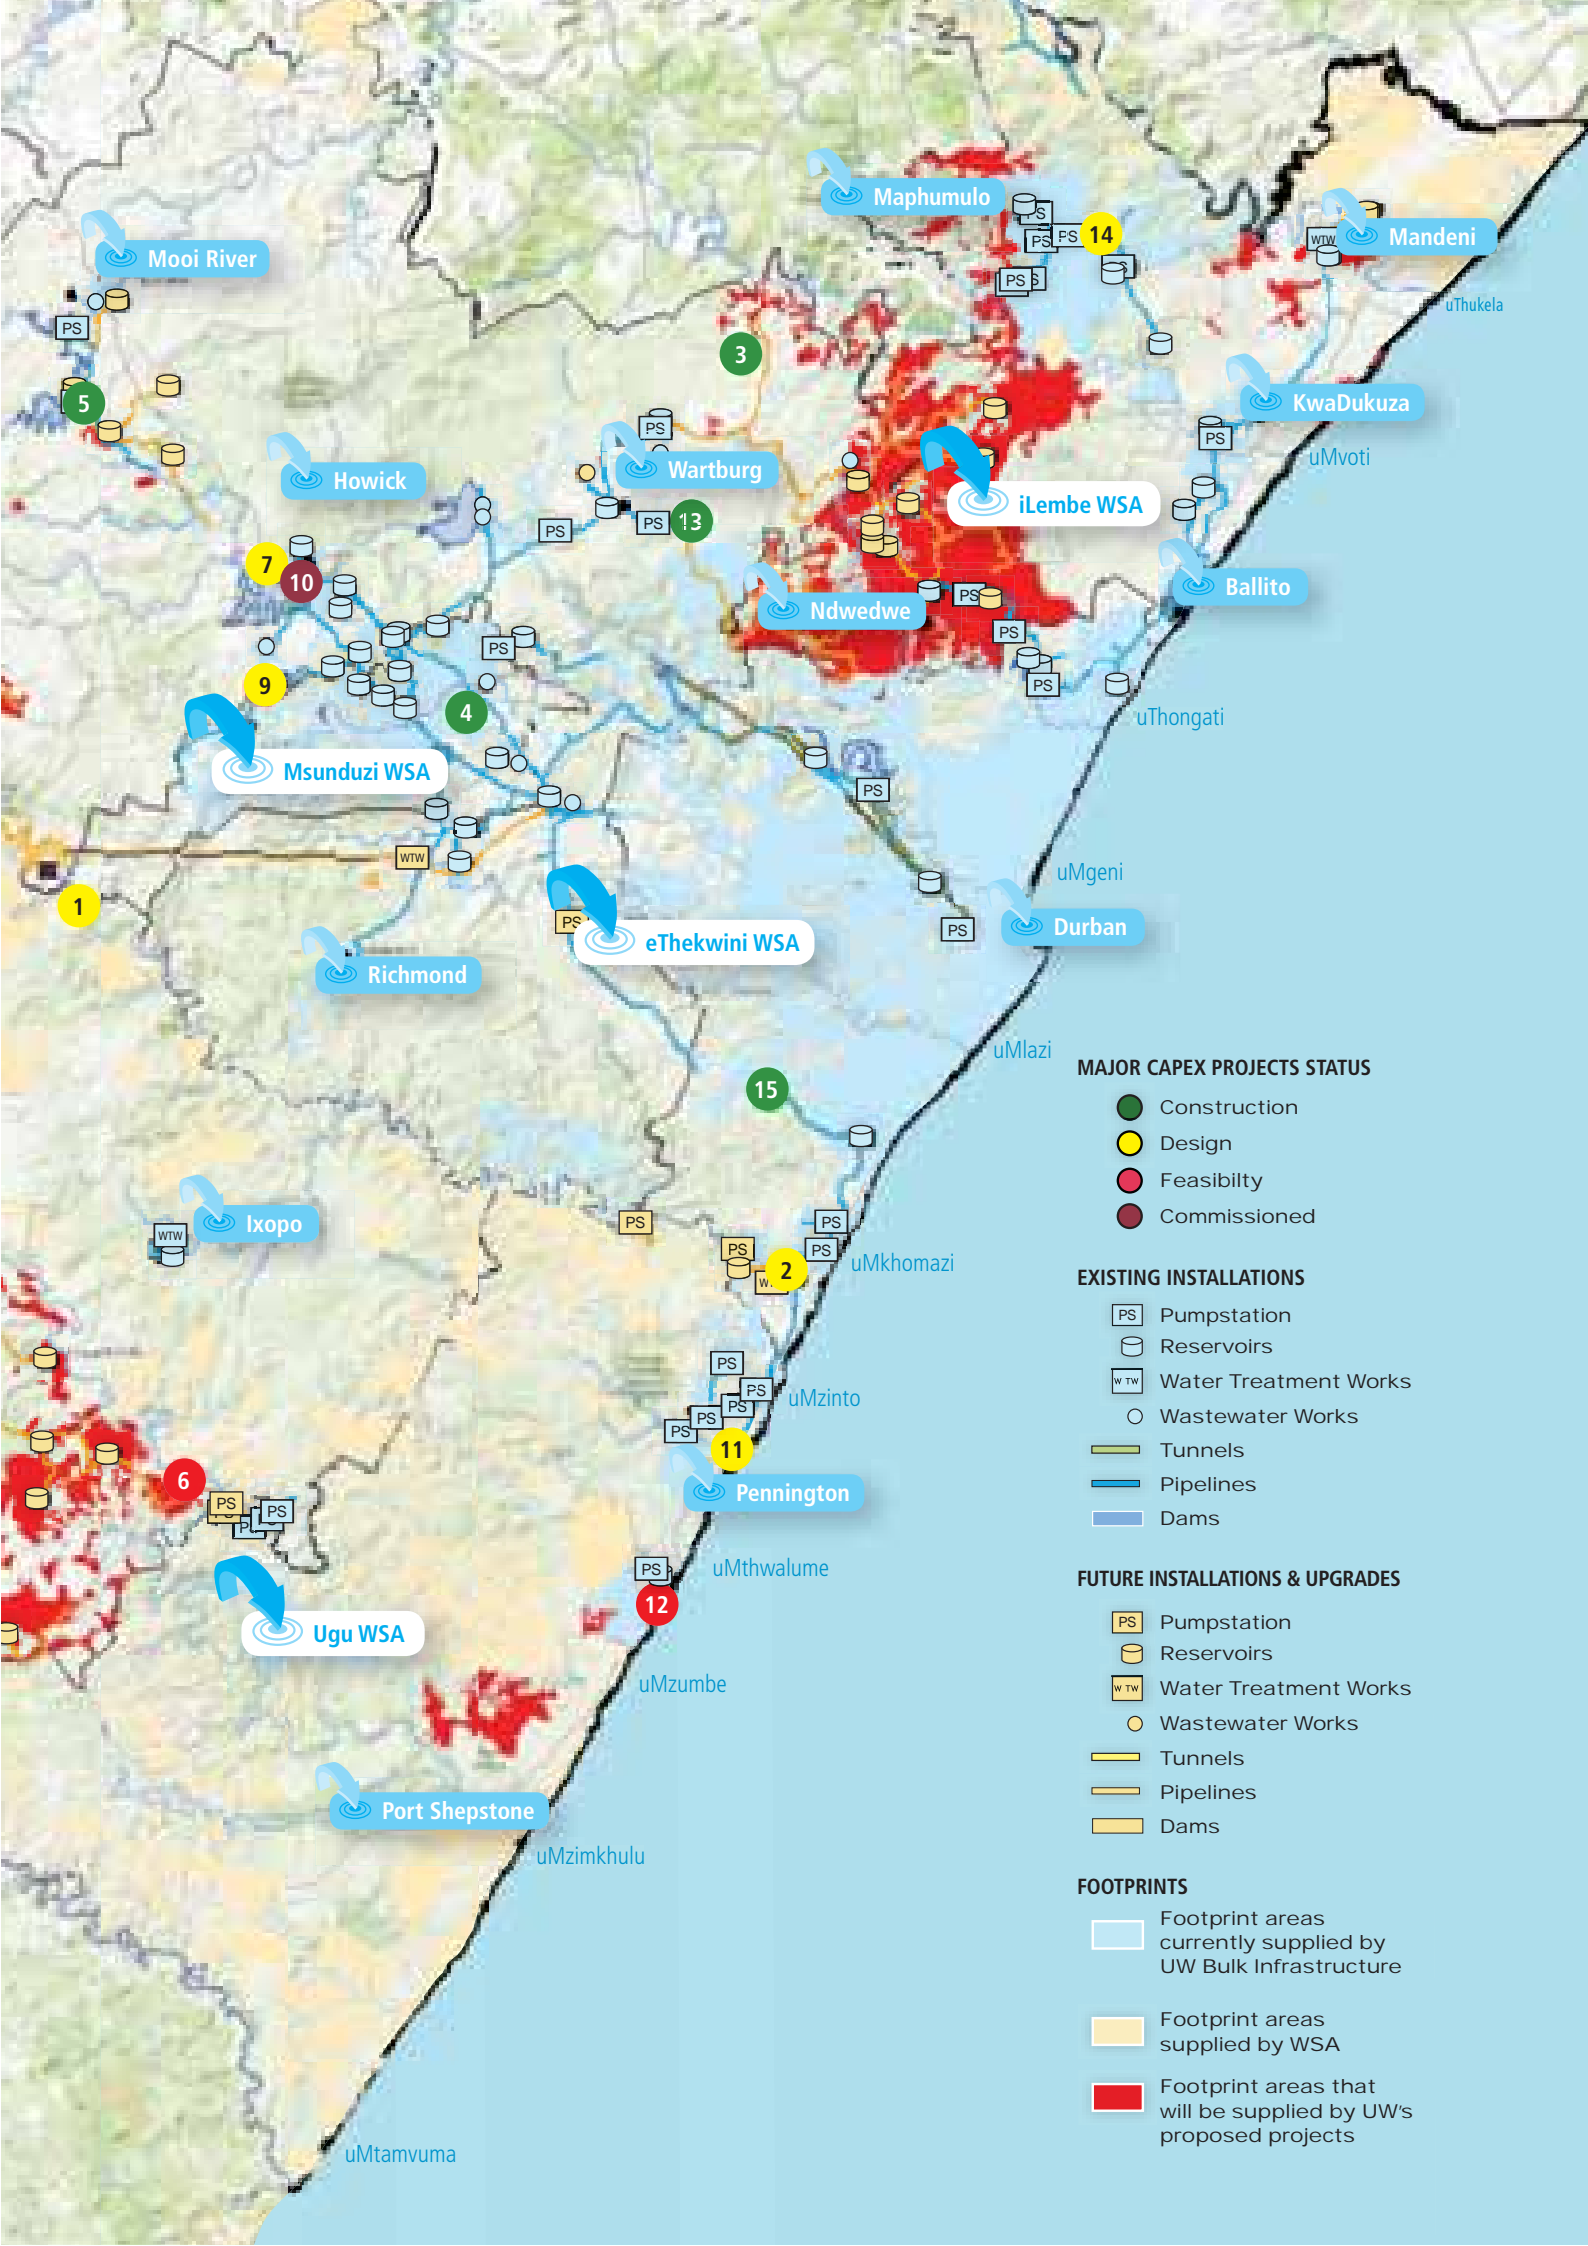 Maphumulo
PS
PS
PS
14
WTW
Mandeni
Mooi River
PS
PS
uThukela
3
5
KwaDukuza
PS
PS
uMvoti
Howick
Wartburg
iLembe WSA
PS
PS
13
7
10
Ballito
PS
Ndwedwe
PS
PS
9
PS
4
uThongati
Msunduzi WSA
PS
WTW
uMgeni
1
PS
Durban
PS
eThekwini WSA
Richmond
uMlazi
15
Ixopo
WTW
PS
PS
PS
PS
uMkhomazi
2
PS
PS
uMzinto
PS
PS
PS
11
Pennington
6
PS
PS
PS
uMthwalume
12
Ugu WSA
uMzumbe
Port Shepstone
uMzimkhulu
uMtamvuma
MAJOR CAPEX PROJECTS STATUS
Construction
Design
Feasibilty
Commissioned
EXISTING INSTALLATIONS
PS Pumpstation
Reservoirs
W TW Water Treatment Works
Wastewater Works
Tunnels
Pipelines
Dams
FUTURE INSTALLATIONS & UPGRADES
PS Pumpstation
Reservoirs
W TW Water Treatment Works
Wastewater Works
Tunnels
Pipelines
Dams
FOOTPRINTS
Footprint areas
currently supplied by
UW Bulk Infrastructure
Footprint areas
supplied by WSA
Footprint areas that
will be supplied by UW's
proposed projects